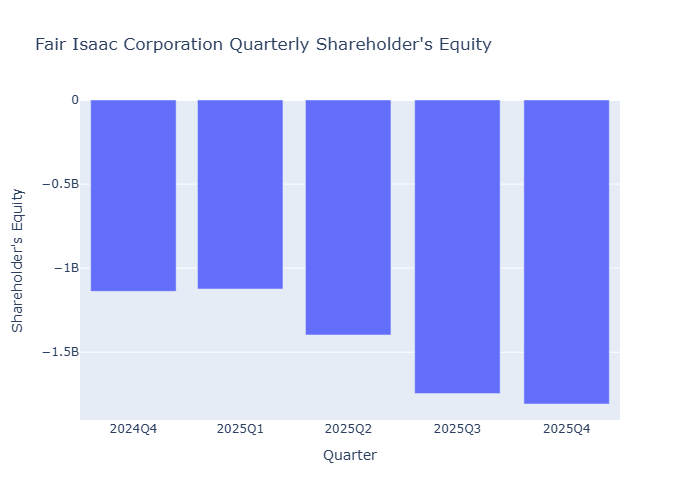 Fair Isaac Corporation Quarterly Shareholder's Equity
0
−0.5B
−1B
−1.5B
Shareholder's Equity
2024Q4
2025Q1
2025Q2
2025Q3
2025Q4
Quarter